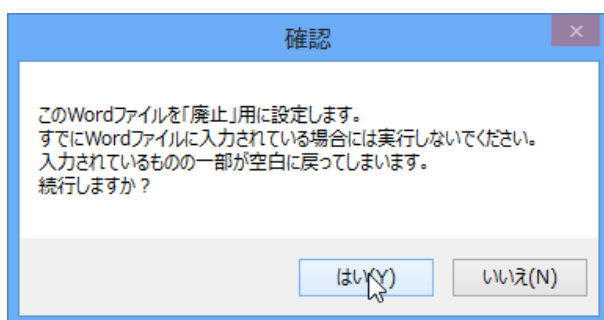 確認
このWordファイルを「廃止」用に設定します。
すでにWordファイルに入力されている場合には実行しないでください。
入力されているものの一部が空白に戻ってしまいます。
続行しますか？
はい(Y)
いいえ(N)